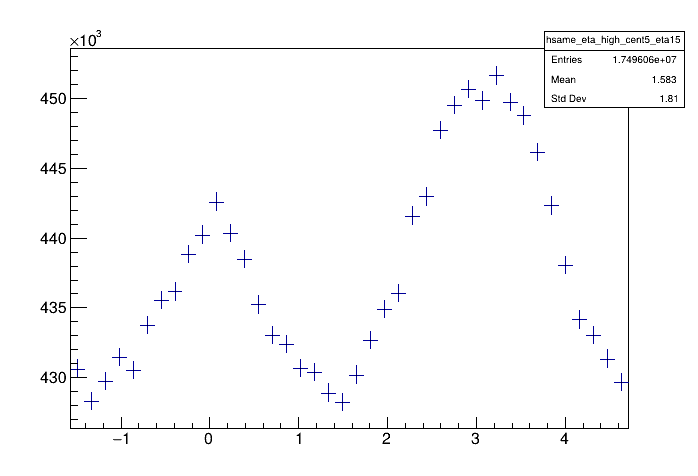 ×10³
hsame_eta_high_cent5_eta15
Entries 1.749606e+07
Mean 1.583
Std Dev 1.81
450
445
440
435
430
−1 0 1 2 3 4